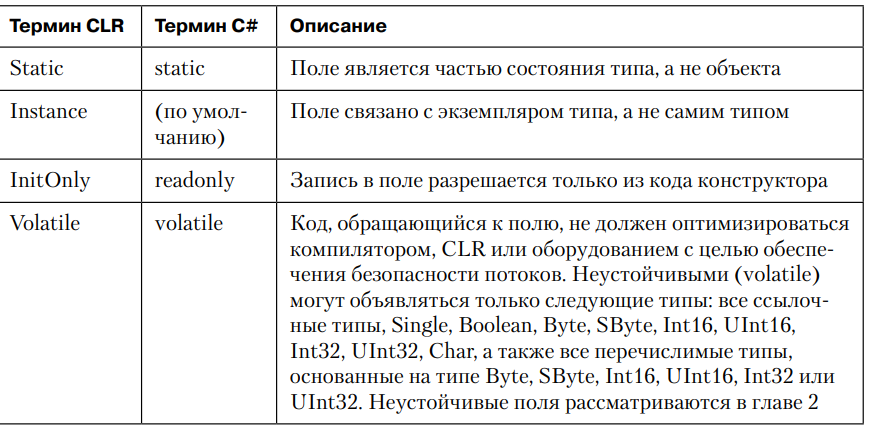 Термин CLR Термин C# Описание
Static static Поле является частью состояния типа, а не объекта
Instance (по умол-
чанию) Поле связано с экземпляром типа, а не самим типом
InitOnly readonly Запись в поле разрешается только из кода конструктора
Volatile volatile Код, обращающийся к полю, не должен оптимизироваться
компилятором, CLR или оборудованием с целью обеспе-
чения безопасности потоков. Неустойчивыми (volatile)
могут объявляться только следующие типы: все ссылоч-
ные типы, Single, Boolean, Byte, SByte, Int16, UInt16,
Int32, UInt32, Char, а также все перечислимые типы,
основанные на типе Byte, SByte, Int16, UInt16, Int32 или
UInt32. Неустойчивые поля рассматриваются в главе 2